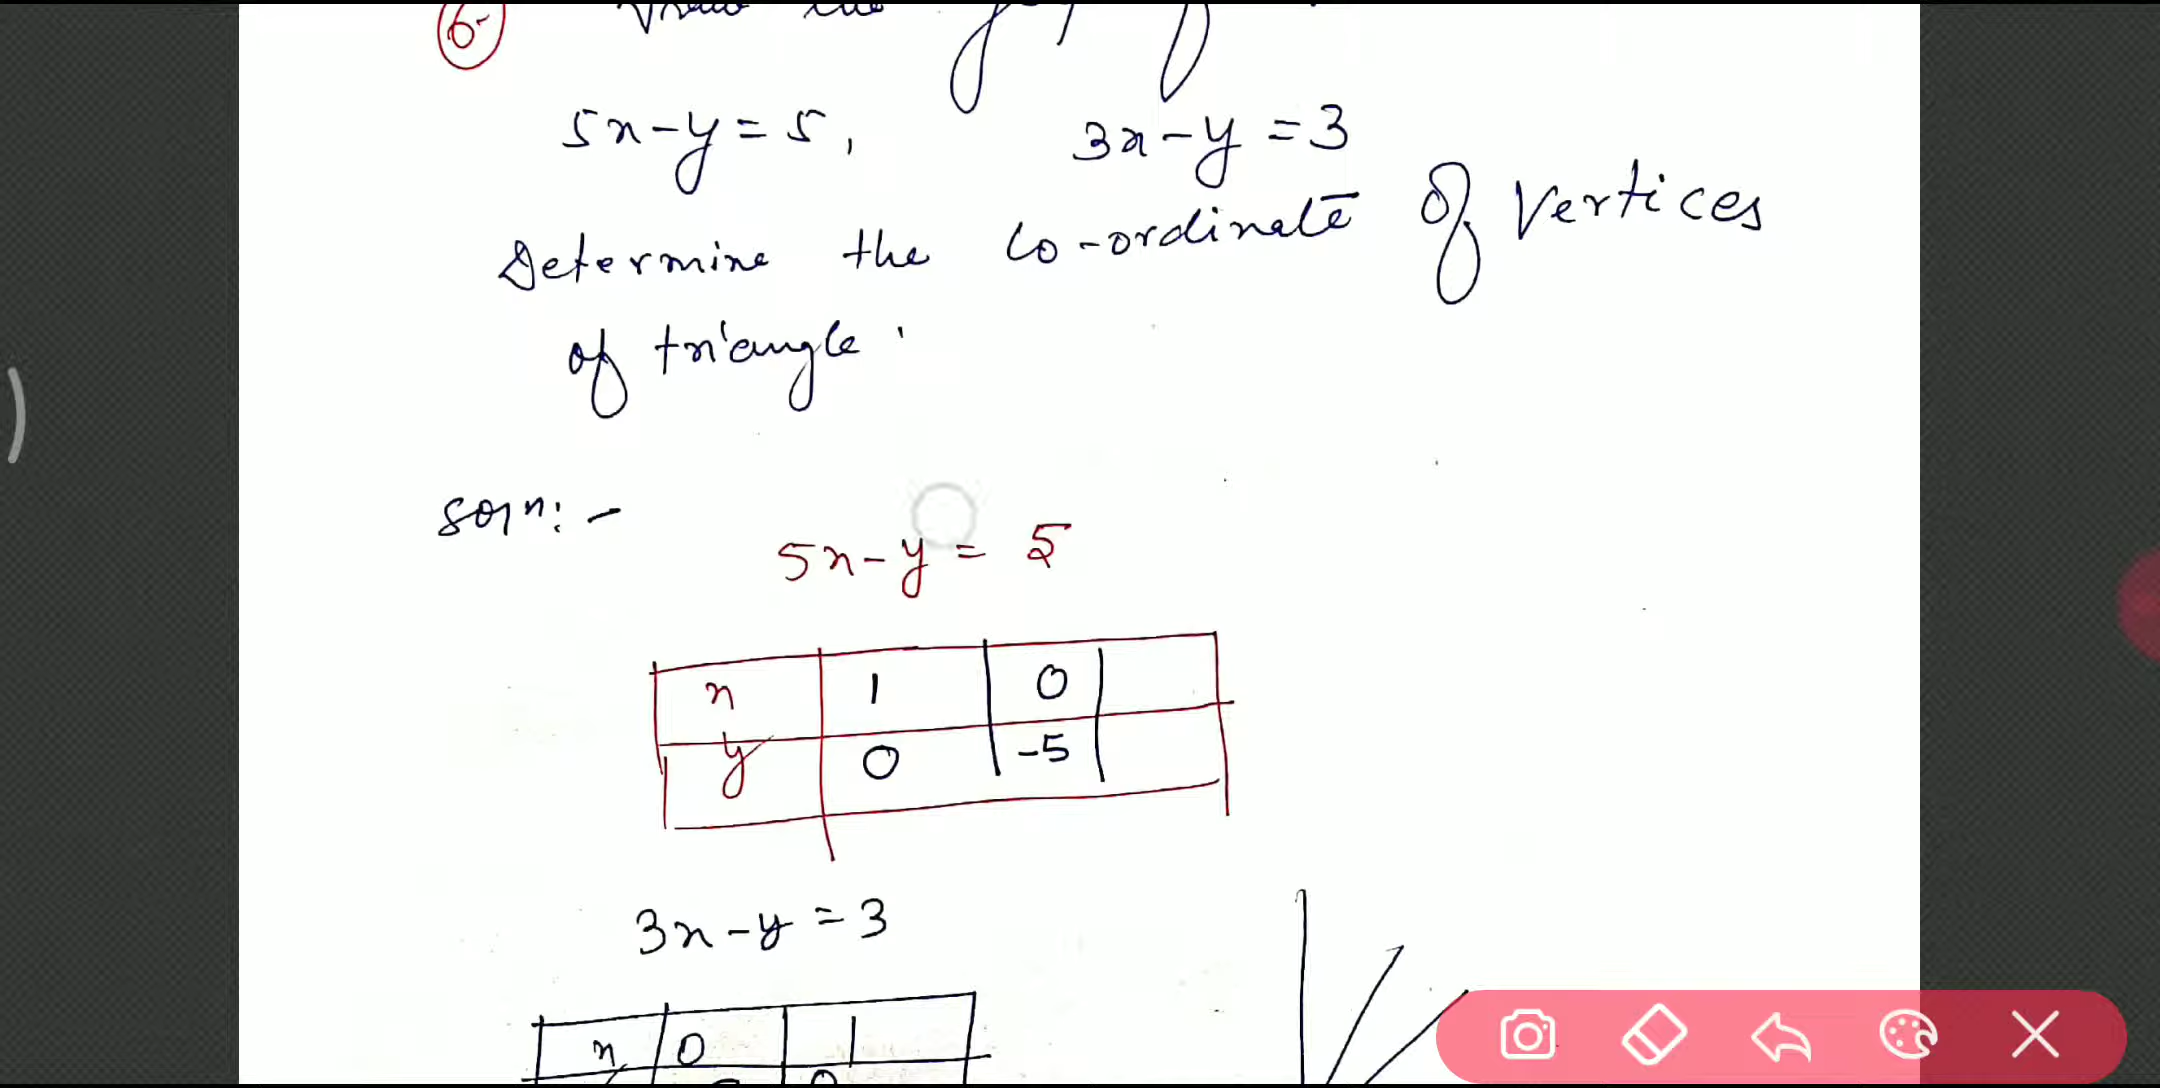 6.
5x-y=5, 3x-y=3
Determine the co-ordinate of vertices
of triangle.
Soln:-
5x-y= 5
x 1 0
y 0 -5
3x-y=3
x 0 1